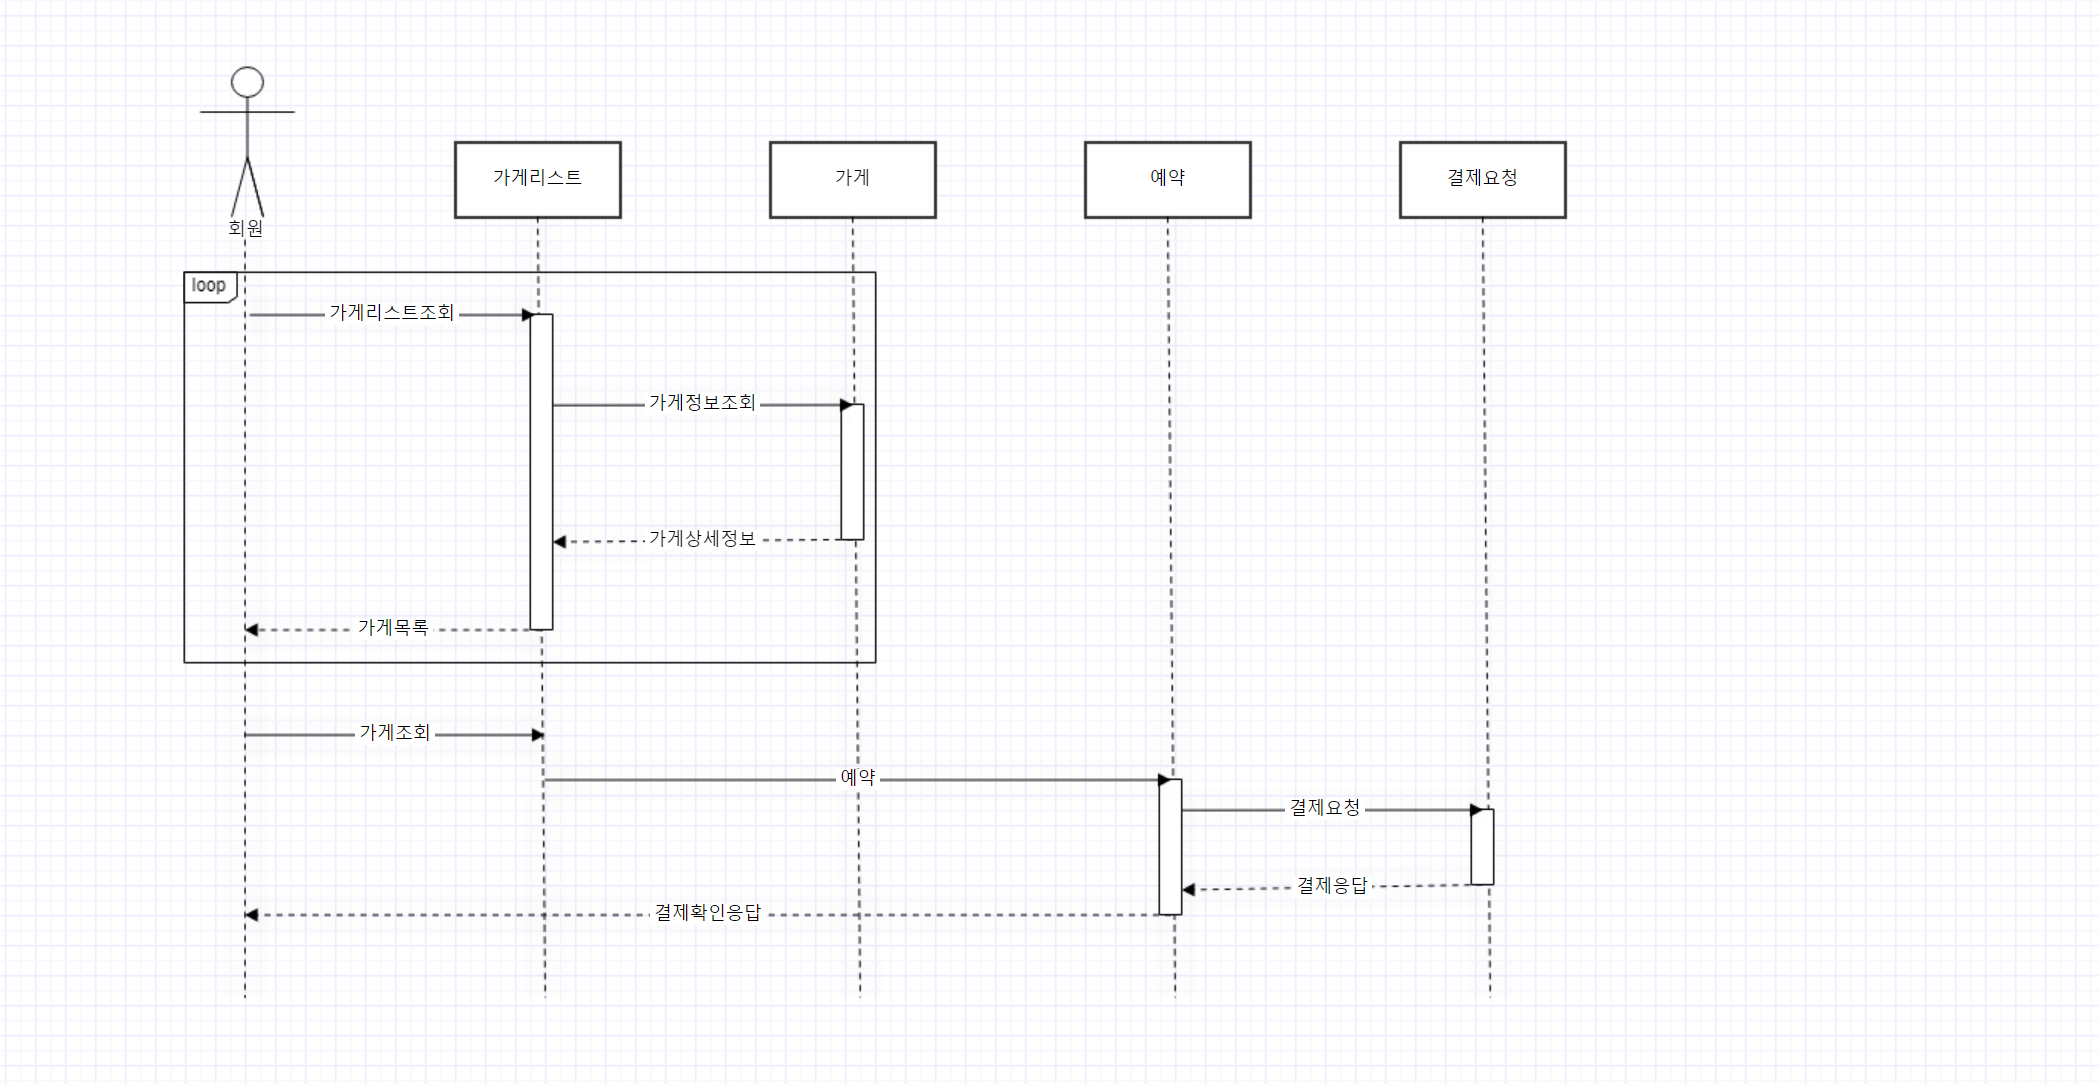 회원
가게리스트
가게
예약
결제요청
loop
가게리스트조회
가게정보조회
가게상세정보
가게목록
가게조회
예약
결제요청
결제응답
결제확인응답